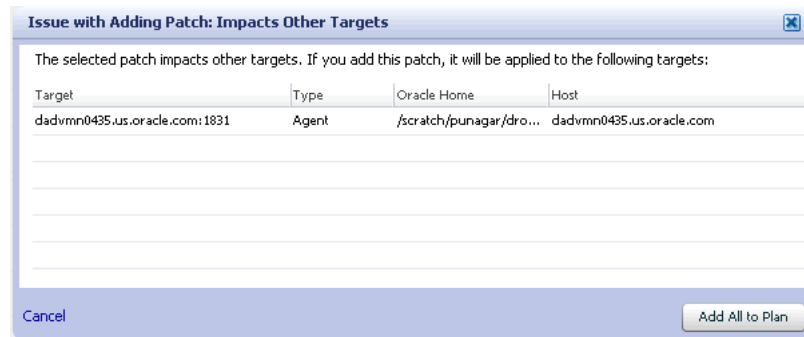 Issue with Adding Patch: Impacts Other Targets
The selected patch impacts other targets. If you add this patch, it will be applied to the following targets:
Target Type Oracle Home Host
dadvmn0435.us.oracle.com:1831 Agent /scratch/punagar/dro... dadvmn0435.us.oracle.com
Cancel Add All to Plan